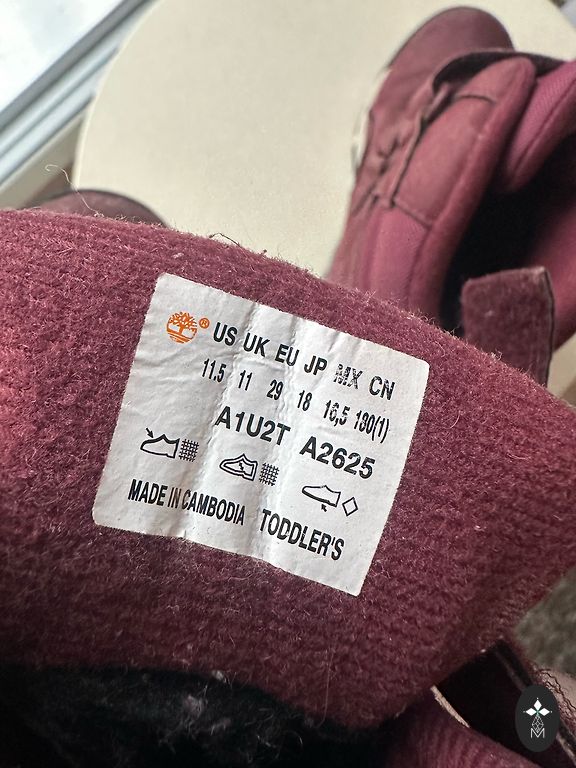 ® US UK EU JP MX CN
11.5 11 29 18 16,5 190(1)
A1U2T A2625
MADE IN CAMBODIA TODDLER'S
M